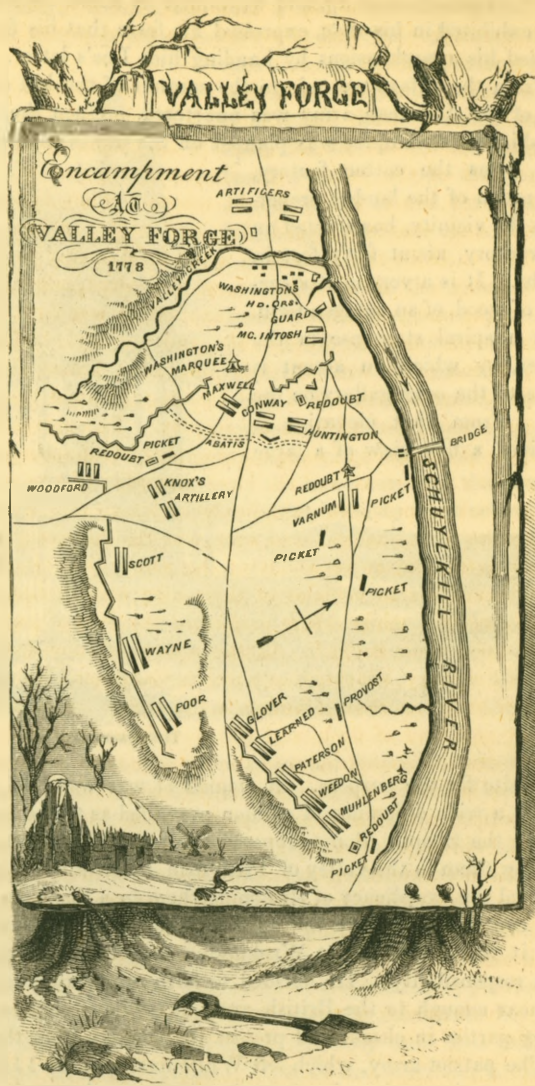 VALLEY FORGE
Encampment
AT
VALLEY FORGE
1778
ARTIFICERS
VALLEY CREEK
WASHINGTON'S
HD. QRS.
GUARD
MC. INTOSH
WASHINGTON'S
MARQUEE
MAXWELL
CONWAY
REDOUBT
HUNTINGTON
ABATIS
BRIDGE
PICKET
REDOUBT
WOODFORD
KNOX'S
ARTILLERY
REDOUBT
VARNUM
PICKET
SCHUYLKILL RIVER
PICKET
PICKET
SCOTT
WAYNE
POOR
GLOVER
LEARNED
PROVOST
PATERSON
WEEDON
MUHLENBERG
REDOUBT
PICKET